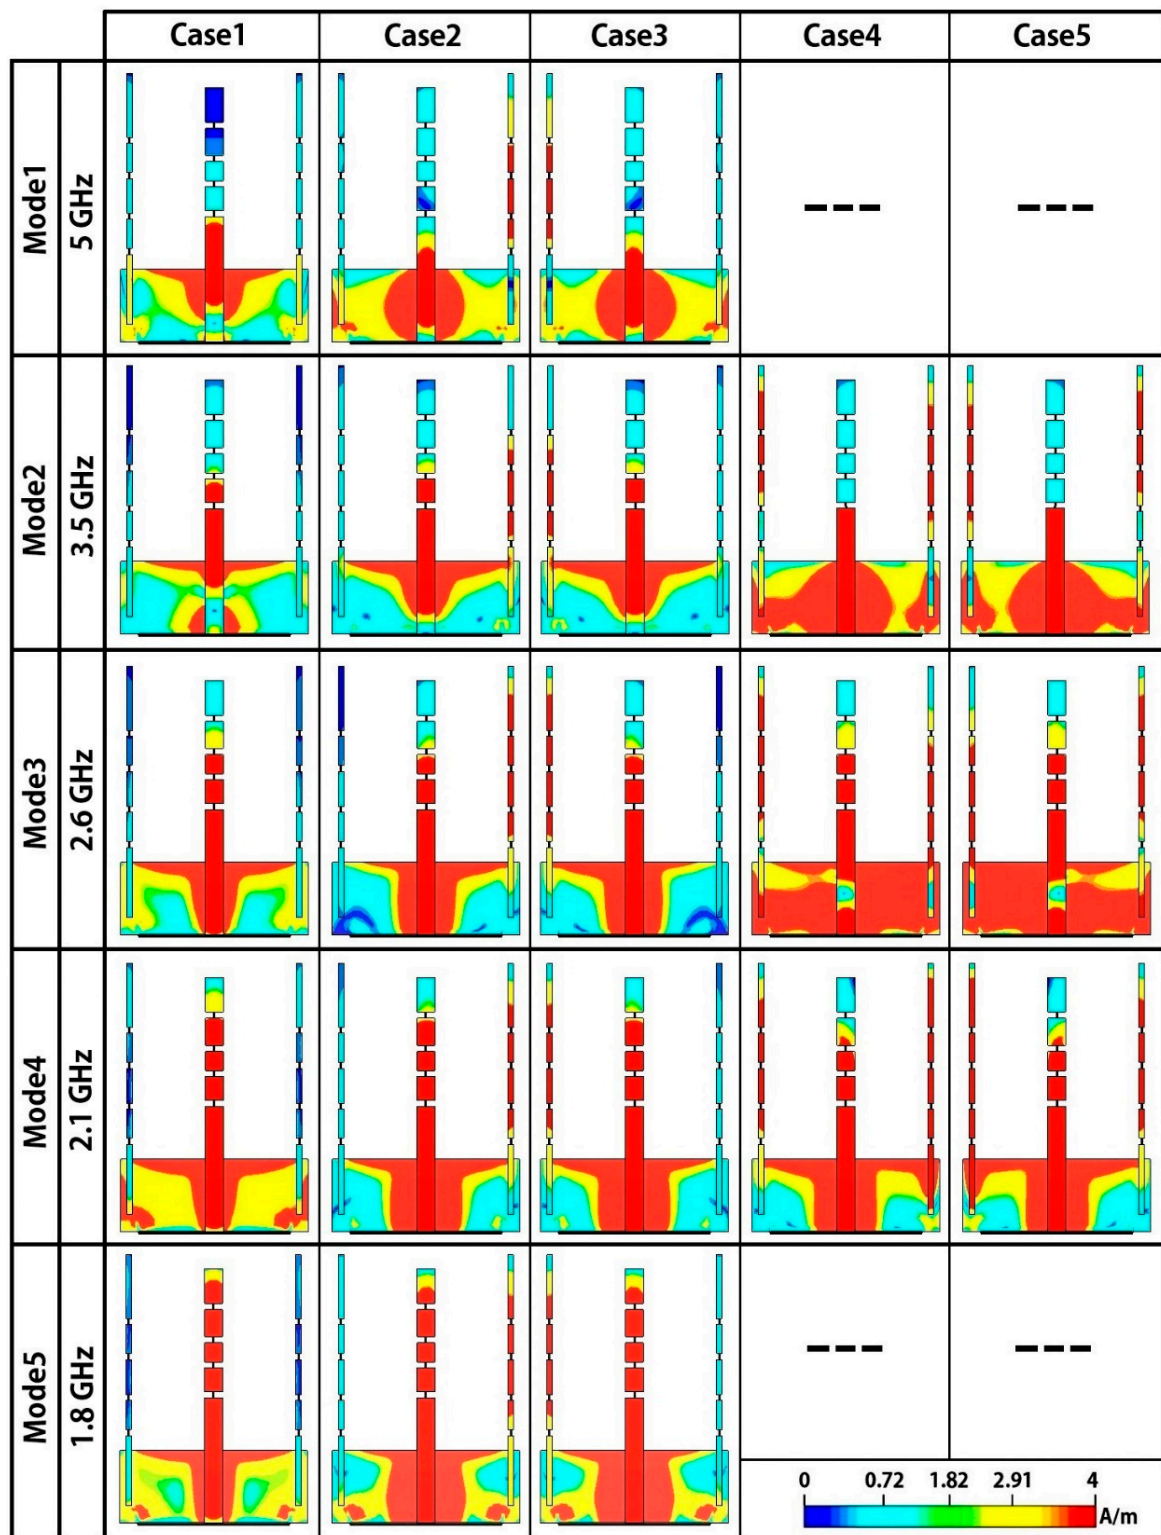 Case1 Case2 Case3 Case4 Case5
Mode1 5 GHz
--- ---
Mode2 3.5 GHz
Mode3 2.6 GHz
Mode4 2.1 GHz
Mode5 1.8 GHz
--- ---
0 0.72 1.82 2.91 4
A/m